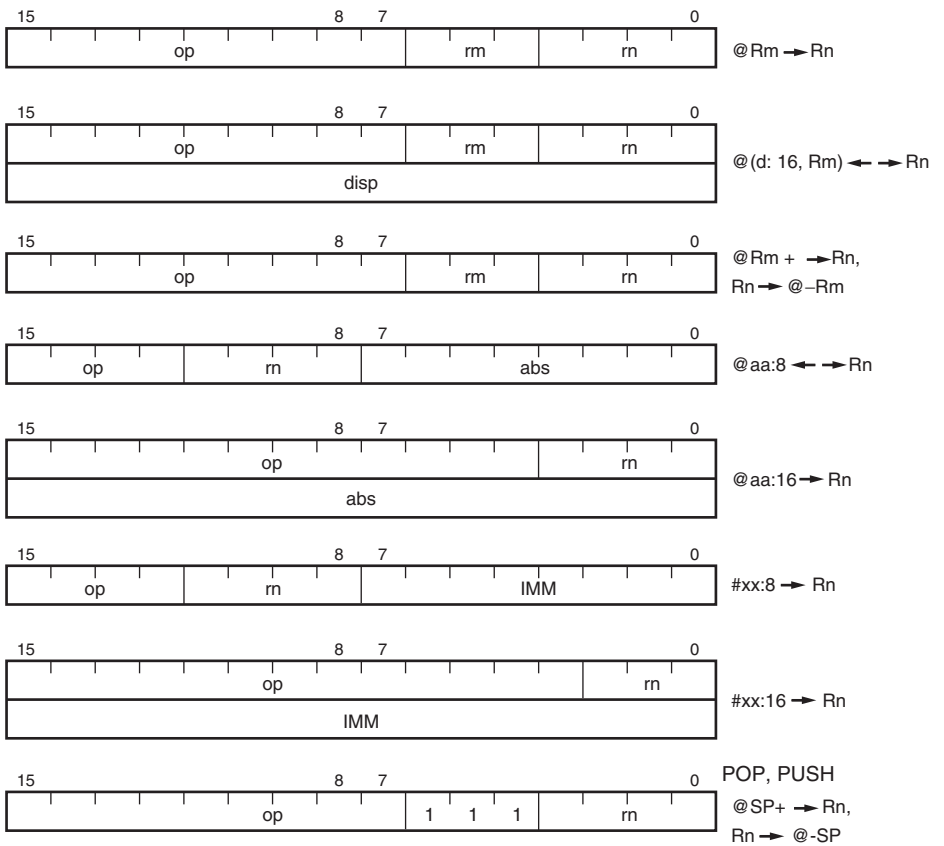 15 8 7 0
op rm rn
@Rm → Rn
15 8 7 0
op rm rn
disp
@(d: 16, Rm) ← → Rn
15 8 7 0
op rm rn
@Rm + → Rn,
Rn → @–Rm
15 8 7 0
op rn abs
@aa:8 ← → Rn
15 8 7 0
op rn
abs
@aa:16 → Rn
15 8 7 0
op rn IMM
#xx:8 → Rn
15 8 7 0
op rn
IMM
#xx:16 → Rn
15 8 7 0
op 1 1 1 rn
POP, PUSH
@SP+ → Rn,
Rn → @-SP